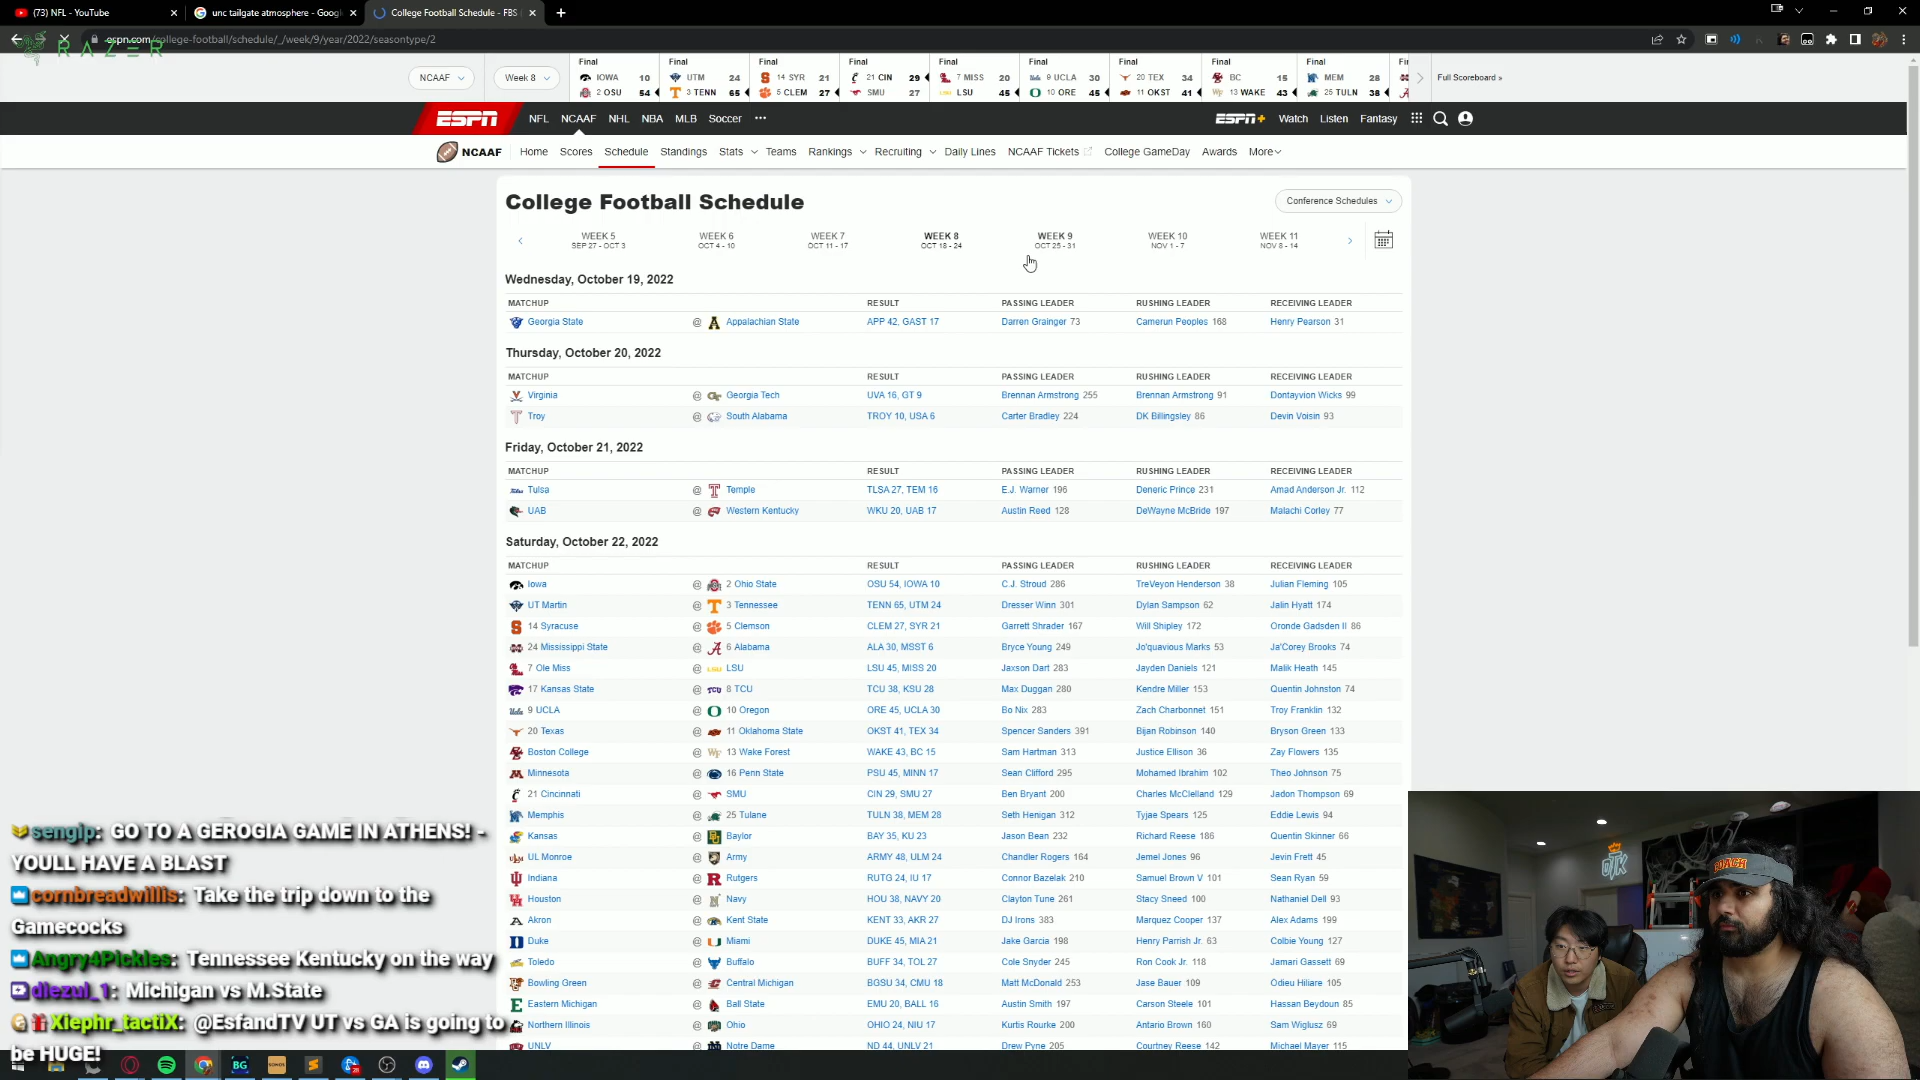 (73) NFL - YouTube
unc tailgate atmosphere - Googl
College Football Schedule - FBS
espn.com/college-football/schedule/_/week/9/year/2022/seasontype/2
RAZER
NCAAF
Week 8
Final IOWA 10 2 OSU 54
Final UTM 24 3 TENN 65
Final 14 SYR 21 5 CLEM 27
Final 21 CIN 29 SMU 27
Final 7 MISS 20 LSU 45
Final 9 UCLA 30 10 ORE 45
Final 20 TEX 34 11 OKST 41
Final BC 15 13 WAKE 43
Final MEM 28 25 TULN 38
Full Scoreboard »
ESPN NFL NCAAF NHL NBA MLB Soccer ••• ESPN+ Watch Listen Fantasy
NCAAF Home Scores Schedule Standings Stats Teams Rankings Recruiting Daily Lines NCAAF Tickets College GameDay Awards More
College Football Schedule
Conference Schedules
WEEK 5 WEEK 6 WEEK 7 WEEK 8 WEEK 9 WEEK 10 WEEK 11
SEP 27 - OCT 3 OCT 4 - 10 OCT 11 - 17 OCT 18 - 24 OCT 25 - 31 NOV 1 - 7 NOV 8 - 14
Wednesday, October 19, 2022
MATCHUP RESULT PASSING LEADER RUSHING LEADER RECEIVING LEADER
Georgia State @ Appalachian State APP 42, GAST 17 Darren Grainger 73 Camerun Peoples 168 Henry Pearson 31
Thursday, October 20, 2022
MATCHUP RESULT PASSING LEADER RUSHING LEADER RECEIVING LEADER
Virginia @ Georgia Tech UVA 16, GT 9 Brennan Armstrong 255 Brennan Armstrong 91 Dontayvion Wicks 99
Troy @ South Alabama TROY 10, USA 6 Carter Bradley 224 DK Billingsley 86 Devin Voisin 93
Friday, October 21, 2022
MATCHUP RESULT PASSING LEADER RUSHING LEADER RECEIVING LEADER
Tulsa @ Temple TLSA 27, TEM 16 E.J. Warner 196 Deneric Prince 231 Amad Anderson Jr. 112
UAB @ Western Kentucky WKU 20, UAB 17 Austin Reed 128 DeWayne McBride 197 Malachi Corley 77
Saturday, October 22, 2022
MATCHUP RESULT PASSING LEADER RUSHING LEADER RECEIVING LEADER
Iowa @ 2 Ohio State OSU 54, IOWA 10 C.J. Stroud 286 TreVeyon Henderson 38 Julian Fleming 105
UT Martin @ 3 Tennessee TENN 65, UTM 24 Dresser Winn 301 Dylan Sampson 62 Jalin Hyatt 174
14 Syracuse @ 5 Clemson CLEM 27, SYR 21 Garrett Shrader 167 Will Shipley 172 Oronde Gadsden II 86
24 Mississippi State @ 6 Alabama ALA 30, MSST 6 Bryce Young 249 Jo'quavious Marks 53 Ja'Corey Brooks 74
7 Ole Miss @ LSU LSU 45, MISS 20 Jaxson Dart 283 Jayden Daniels 121 Malik Heath 145
17 Kansas State @ 8 TCU TCU 38, KSU 28 Max Duggan 280 Kendre Miller 153 Quentin Johnston 74
9 UCLA @ 10 Oregon ORE 45, UCLA 30 Bo Nix 283 Zach Charbonnet 151 Troy Franklin 132
20 Texas @ 11 Oklahoma State OKST 41, TEX 34 Spencer Sanders 391 Bijan Robinson 140 Bryson Green 133
Boston College @ 13 Wake Forest WAKE 43, BC 15 Sam Hartman 313 Justice Ellison 36 Zay Flowers 135
Minnesota @ 16 Penn State PSU 45, MINN 17 Sean Clifford 295 Mohamed Ibrahim 102 Theo Johnson 75
21 Cincinnati @ SMU CIN 29, SMU 27 Ben Bryant 200 Charles McClelland 129 Jadon Thompson 69
Memphis @ 25 Tulane TULN 38, MEM 28 Seth Henigan 312 Tyjae Spears 125 Eddie Lewis 94
Kansas @ Baylor BAY 35, KU 23 Jason Bean 232 Richard Reese 186 Quentin Skinner 66
UL Monroe @ Army ARMY 48, ULM 24 Chandler Rogers 164 Jemel Jones 96 Jevin Frett 45
Indiana @ Rutgers RUTG 24, IU 17 Connor Bazelak 210 Samuel Brown V 101 Sean Ryan 59
Houston @ Navy HOU 38, NAVY 20 Clayton Tune 261 Stacy Sneed 100 Nathaniel Dell 93
Akron @ Kent State KENT 33, AKR 27 DJ Irons 383 Marquez Cooper 137 Alex Adams 199
Duke @ Miami DUKE 45, MIA 21 Jake Garcia 198 Henry Parrish Jr. 63 Colbie Young 127
Toledo @ Buffalo BUFF 34, TOL 27 Cole Snyder 245 Ron Cook Jr. 118 Jamari Gassett 69
Bowling Green @ Central Michigan BGSU 34, CMU 18 Matt McDonald 253 Jase Bauer 109 Odieu Hiliare 105
Eastern Michigan @ Ball State EMU 20, BALL 16 Austin Smith 197 Carson Steele 101 Hassan Beydoun 85
Northern Illinois @ Ohio OHIO 24, NIU 17 Kurtis Rourke 200 Antario Brown 160 Sam Wiglusz 69
UNLV @ Notre Dame ND 44, UNLV 21 Drew Pyne 205 Courtney Reese 142 Michael Mayer 115
sengip: GO TO A GEROGIA GAME IN ATHENS! -
YOULL HAVE A BLAST
cornbreadwillis: Take the trip down to the
Gamecocks
Angry4Pickles: Tennessee Kentucky on the way
dlezul_1: Michigan vs M.State
Xiephr_tactiX: @EsfandTV UT vs GA is going to
be HUGE!
OTK